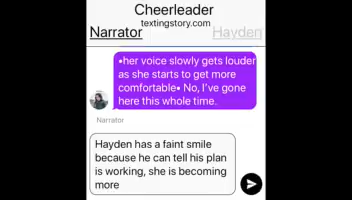 Cheerleader
textingstory.com
Narrator Hayden
•her voice slowly gets louder
as she starts to get more
comfortable• No, I've gone
here this whole time.
Narrator
Hayden has a faint smile
because he can tell his plan
is working, she is becoming
more